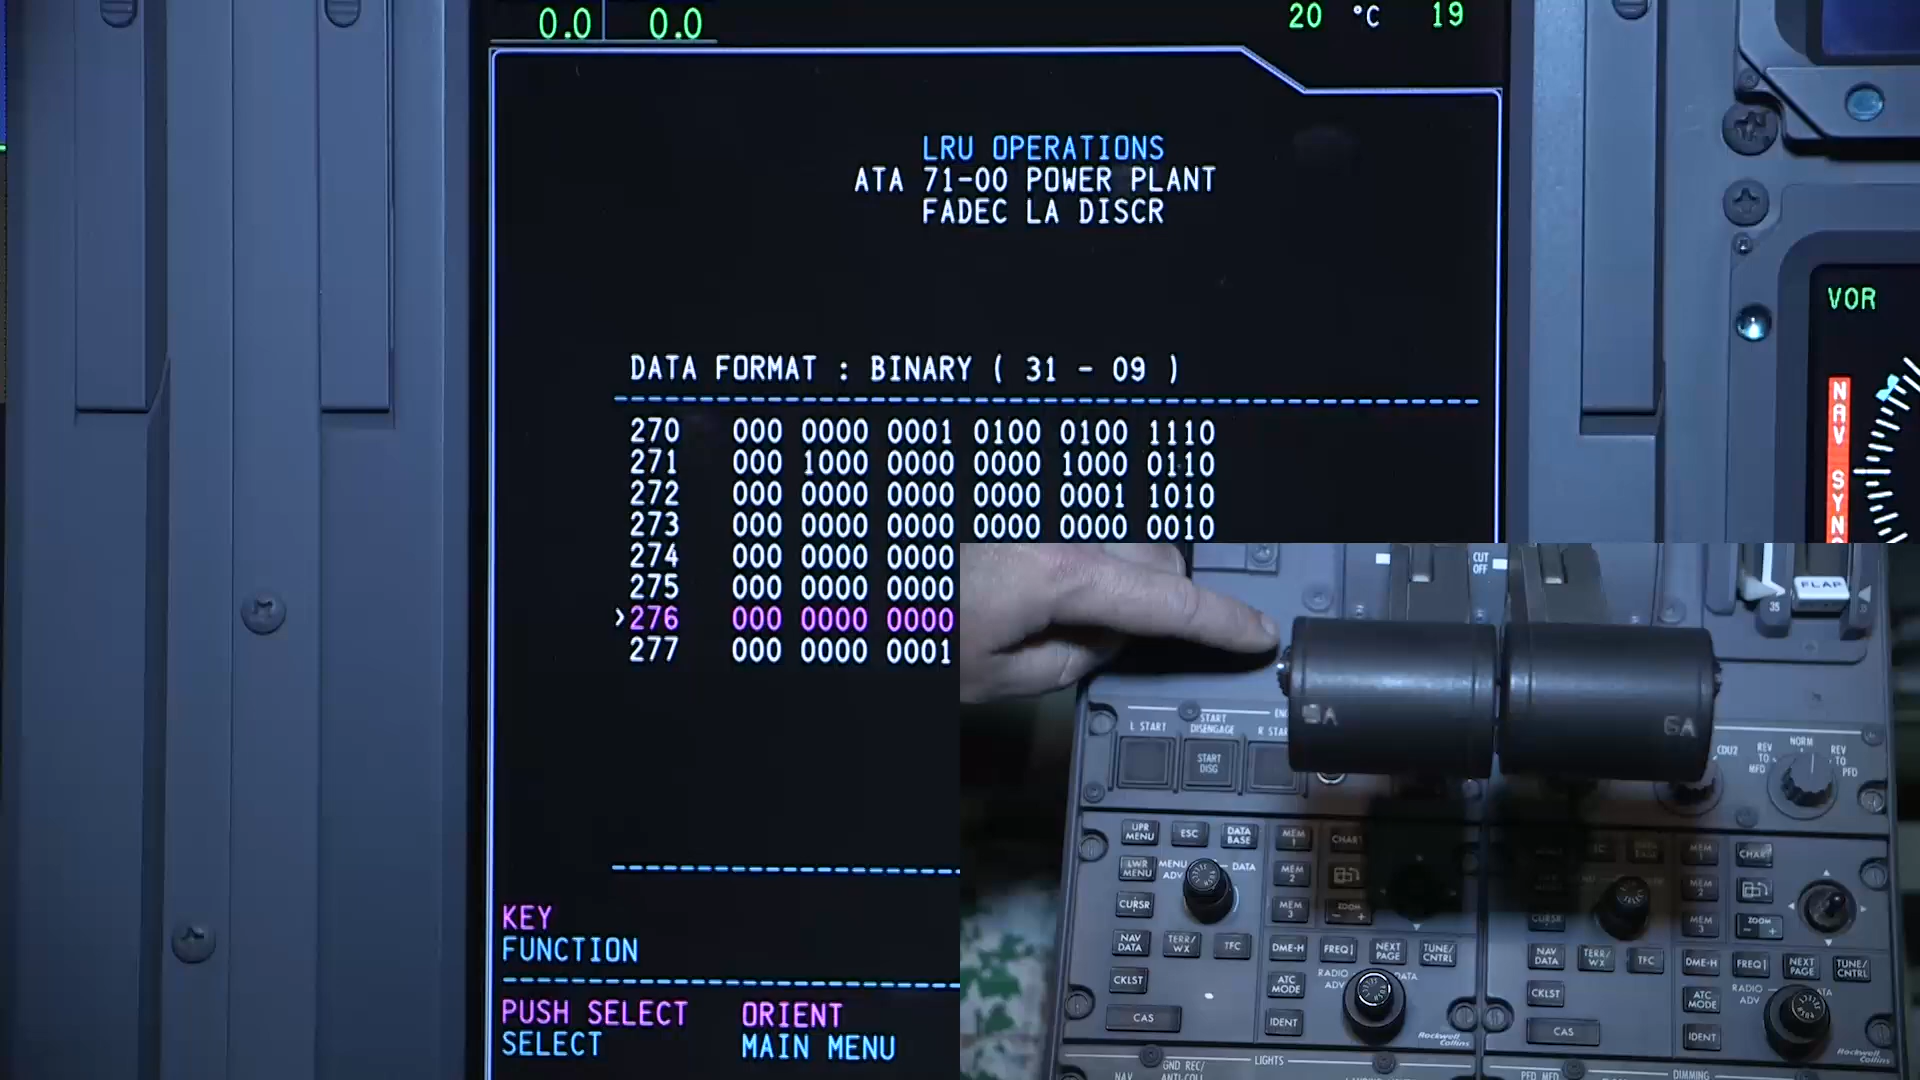 0.0 0.0
20 °C 19
LRU OPERATIONS
ATA 71-00 POWER PLANT
FADEC LA DISCR
DATA FORMAT : BINARY ( 31 - 09 )
270 000 0000 0001 0100 0100 1110
271 000 1000 0000 0000 1000 0110
272 000 0000 0000 0000 0001 1010
273 000 0000 0000 0000 0000 0010
274 000 0000 0000
275 000 0000 0000
>276 000 0000 0000
277 000 0000 0001
KEY
FUNCTION
PUSH SELECT ORIENT
SELECT MAIN MENU
VOR
NAV SYN
CUT OFF
35
FLAP
L START
START DISENGAGE
START DISG
GA
GA
CDU2
REV TO MFD
NORM
REV TO PFD
UPR MENU
ESC
DATA BASE
MEM 1
CHART
LWR MENU
MENU ADV
DATA
MEM 2
CURSR
MEM 3
ZOOM
- +
NAV DATA
TERR/ WX
TFC
DME-H
FREQ
NEXT PAGE
TUNE/ CNTRL
CKLST
ATC MODE
RADIO ADV
DATA
CAS
IDENT
Rockwell Collins
MEM 1
CHART
MEM 2
CURSR
MEM 3
ZOOM
- +
NAV DATA
TERR/ WX
TFC
DME-H
FREQ
NEXT PAGE
TUNE/ CNTRL
CKLST
ATC MODE
RADIO ADV
CAS
IDENT
Rockwell Collins
GND REC/
LIGHTS
NAV
PFD MFD
DIMMING